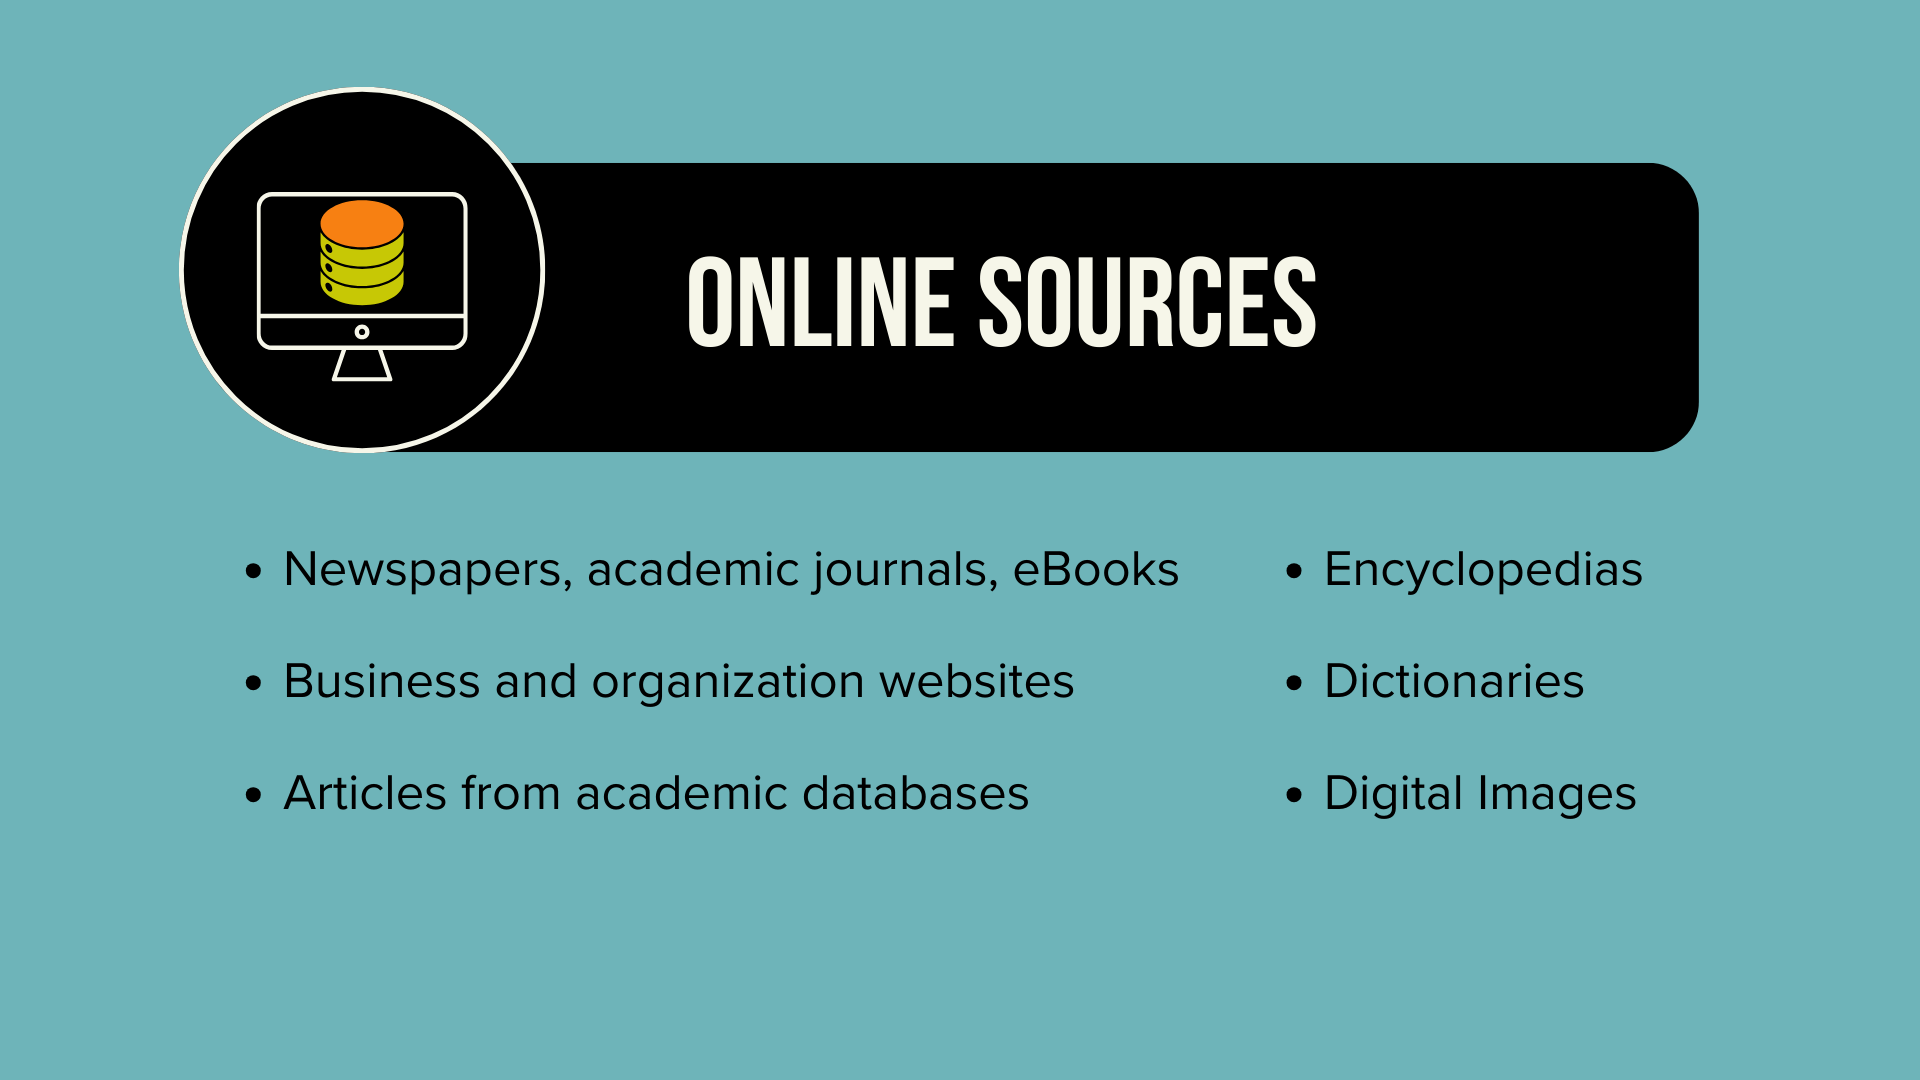 ONLINE SOURCES
• Newspapers, academic journals, eBooks
• Business and organization websites
• Articles from academic databases
• Encyclopedias
• Dictionaries
• Digital Images